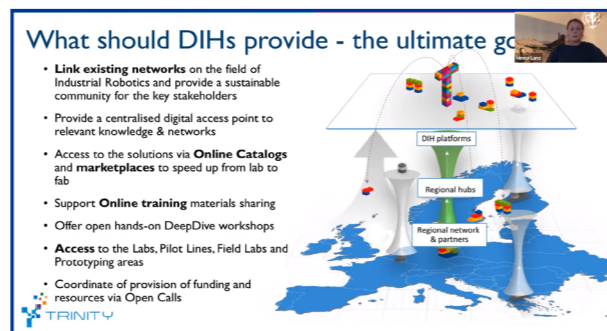 What should DIHs provide - the ultimate go
• Link existing networks on the field of
Industrial Robotics and provide a sustainable
community for the key stakeholders
• Provide a centralised digital access point to
relevant knowledge & networks
• Access to the solutions via Online Catalogs
and marketplaces to speed up from lab to
fab
• Support Online training materials sharing
• Offer open hands-on DeepDive workshops
• Access to the Labs, Pilot Lines, Field Labs and
Prototyping areas
• Coordinate of provision of funding and
resources via Open Calls
TRINITY
DIH platforms
Regional hubs
Regional network
& partners